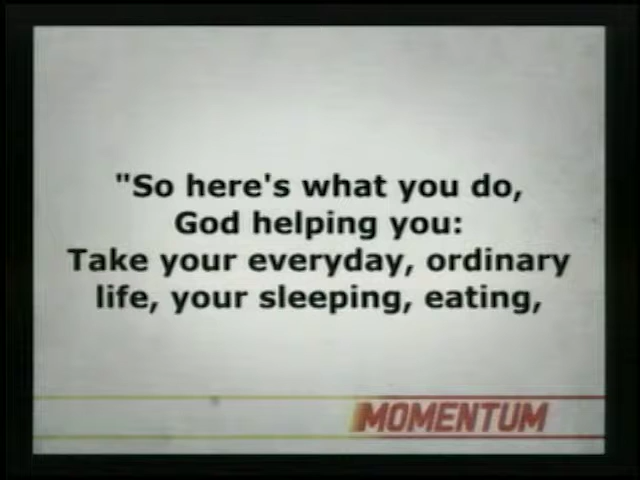 "So here's what you do,
God helping you:
Take your everyday, ordinary
life, your sleeping, eating,
MOMENTUM